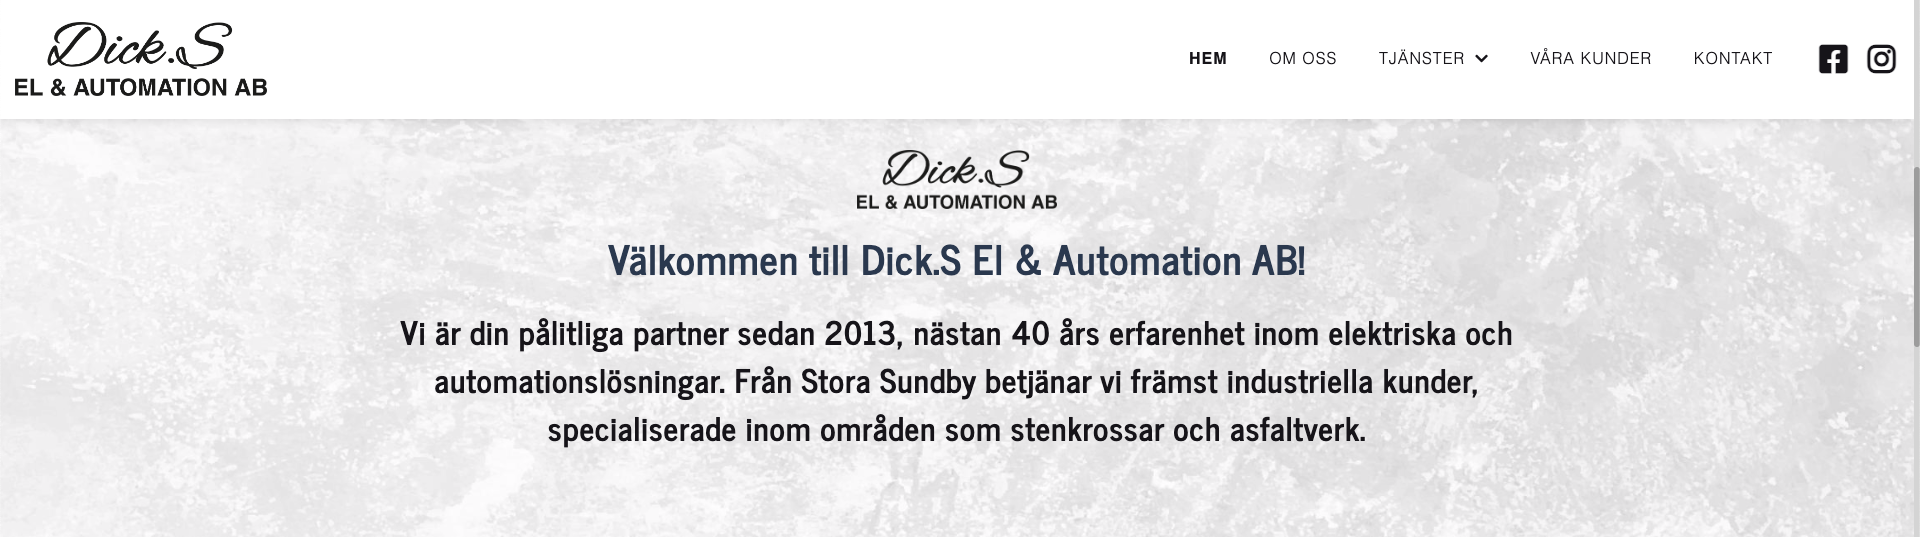 Dick.S
EL & AUTOMATION AB
HEM
OM OSS
TJÄNSTER
VÅRA KUNDER
KONTAKT
Dick.S
EL & AUTOMATION AB
Välkommen till Dick.S El & Automation AB!
Vi är din pålitliga partner sedan 2013, nästan 40 års erfarenhet inom elektriska och
automationslösningar. Från Stora Sundby betjänar vi främst industriella kunder,
specialiserade inom områden som stenkrossar och asfaltverk.